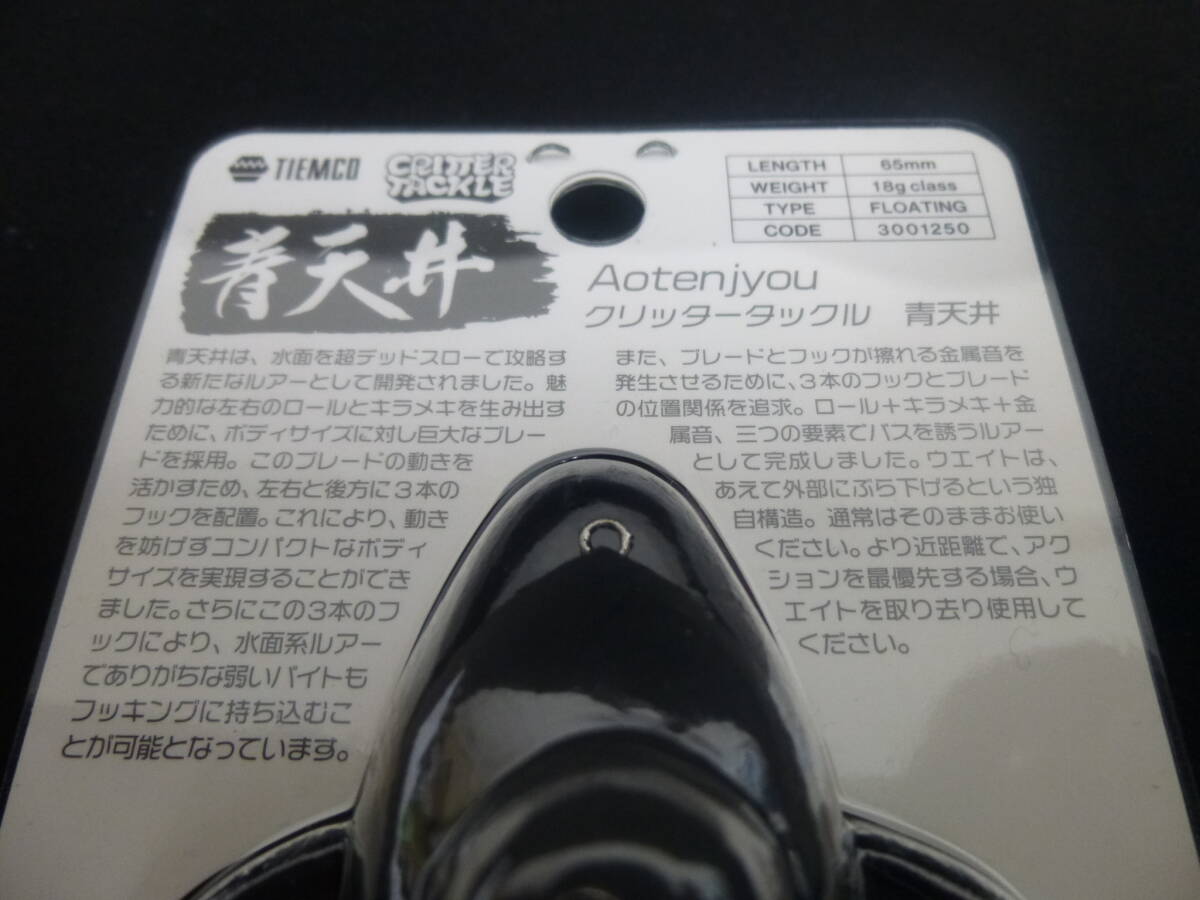 TIEMCO
CRITTER
TACKLE
LENGTH 65mm
WEIGHT 18g class
TYPE FLOATING
CODE 3001250
青天井
Aotenjyou
クリッタータックル 青天井
青天井は、水面を超デッドスローで攻略す
る新たなルアーとして開発されました。魅
力的な左右のロールとキラメキを生み出す
ために、ボディサイズに対し巨大なブレー
ドを採用。このブレードの動きを
活かすため、左右と後方に3本の
フックを配置。これにより、動き
を妨げずコンパクトなボディ
サイズを実現することができ
ました。さらにこの3本のフ
ックにより、水面系ルアー
でありがちな弱いバイトも
フッキングに持ち込むこ
とが可能となっています。
また、ブレードとフックが擦れる金属音を
発生させるために、3本のフックとブレード
の位置関係を追求。ロール+キラメキ+金
属音、三つの要素でバスを誘うルアー
として完成しました。ウエイトは、
あえて外部にぶら下げるという独
自構造。通常はそのままお使い
ください。より近距離で、アク
ションを最優先する場合、ウ
エイトを取り去り使用して
ください。